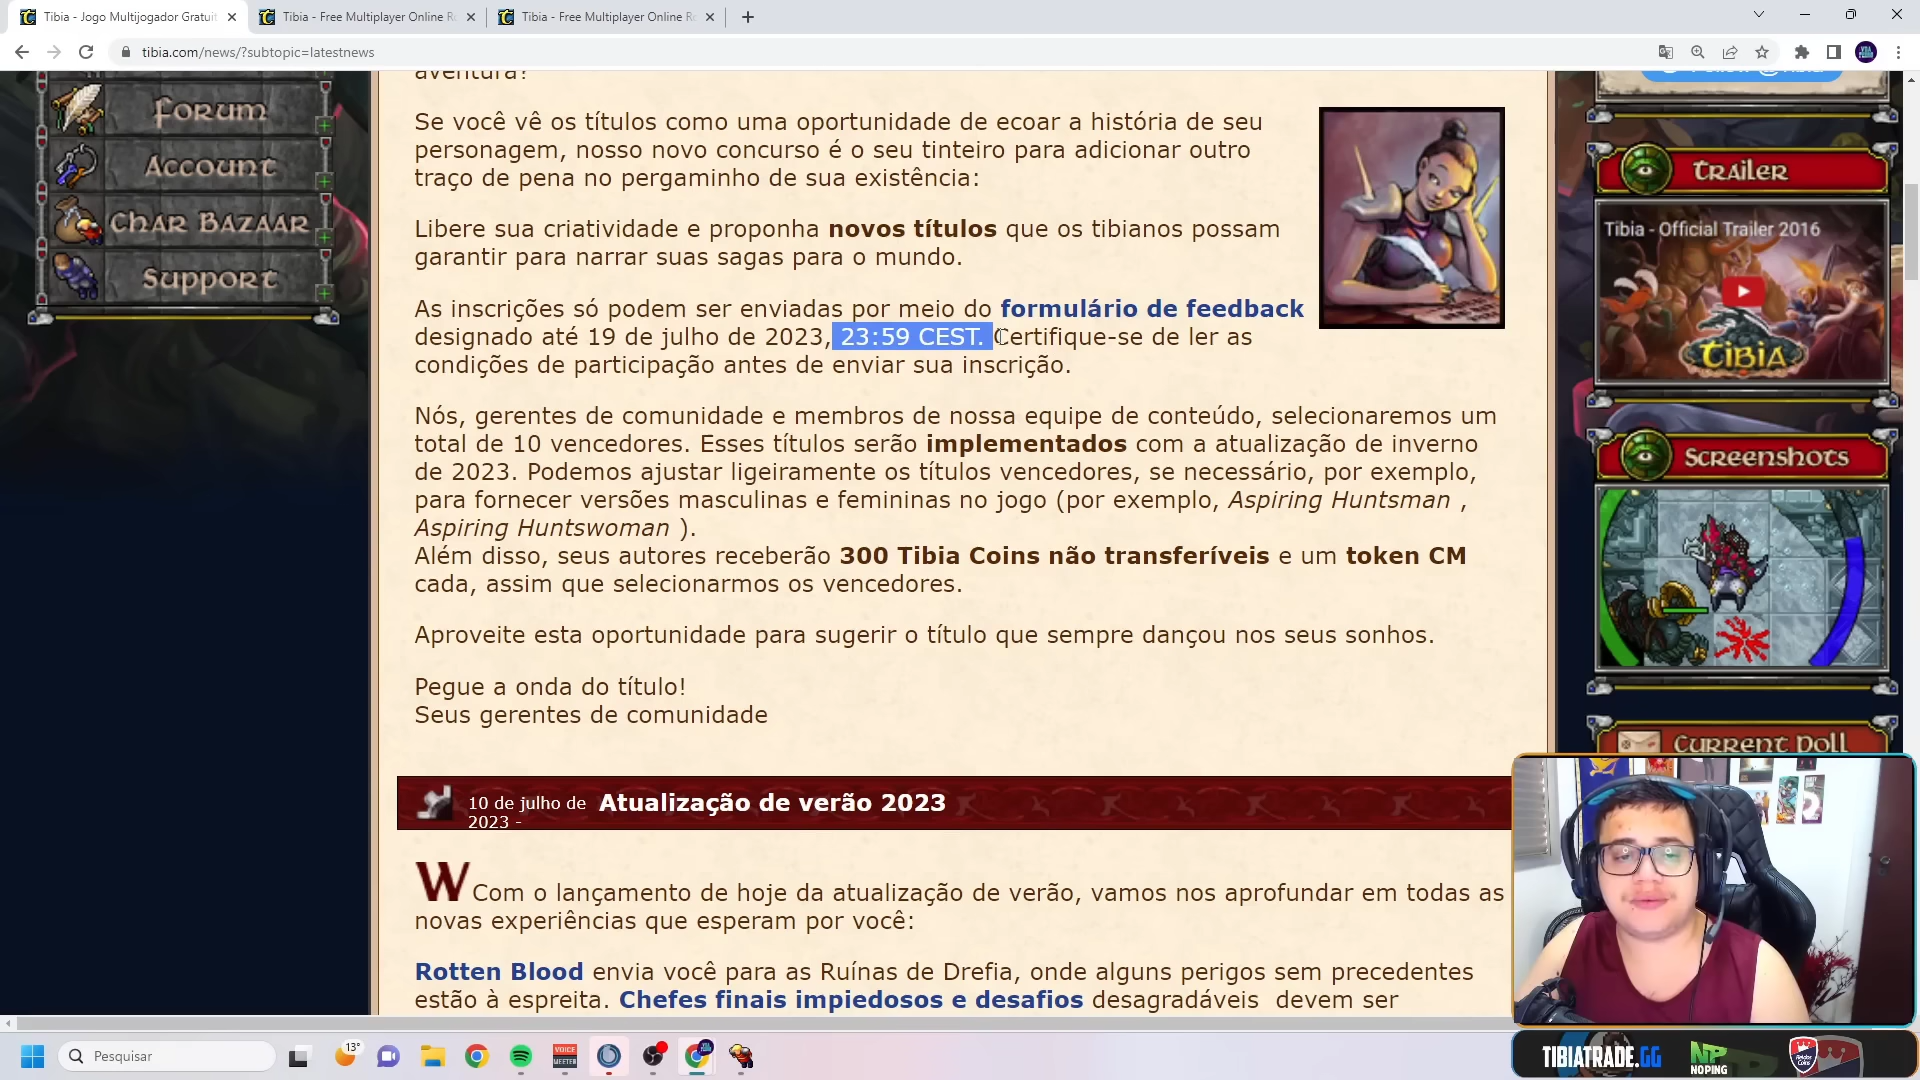 Tibia - Jogo Multijogador Gratuit
Tibia - Free Multiplayer Online Ro
Tibia - Free Multiplayer Online Ro
tibia.com/news/?subtopic=latestnews
Forum
Account
Char Bazaar
Support
aventura?
Se você vê os títulos como uma oportunidade de ecoar a história de seu
personagem, nosso novo concurso é o seu tinteiro para adicionar outro
traço de pena no pergaminho de sua existência:
Libere sua criatividade e proponha novos títulos que os tibianos possam
garantir para narrar suas sagas para o mundo.
As inscrições só podem ser enviadas por meio do formulário de feedback
designado até 19 de julho de 2023, 23:59 CEST. Certifique-se de ler as
condições de participação antes de enviar sua inscrição.
Nós, gerentes de comunidade e membros de nossa equipe de conteúdo, selecionaremos um
total de 10 vencedores. Esses títulos serão implementados com a atualização de inverno
de 2023. Podemos ajustar ligeiramente os títulos vencedores, se necessário, por exemplo,
para fornecer versões masculinas e femininas no jogo (por exemplo, Aspiring Huntsman ,
Aspiring Huntswoman ).
Além disso, seus autores receberão 300 Tibia Coins não transferíveis e um token CM
cada, assim que selecionarmos os vencedores.
Aproveite esta oportunidade para sugerir o título que sempre dançou nos seus sonhos.
Pegue a onda do título!
Seus gerentes de comunidade
10 de julho de
2023 -
Atualização de verão 2023
W Com o lançamento de hoje da atualização de verão, vamos nos aprofundar em todas as
novas experiências que esperam por você:
Rotten Blood envia você para as Ruínas de Drefia, onde alguns perigos sem precedentes
estão à espreita. Chefes finais impiedosos e desafios desagradáveis devem ser
Trailer
Tibia - Official Trailer 2016
TIBIA
Screenshots
Current Poll
Pesquisar
13°
VOICE
MEETER
TIBIATRADE.GG
NP
NOPING